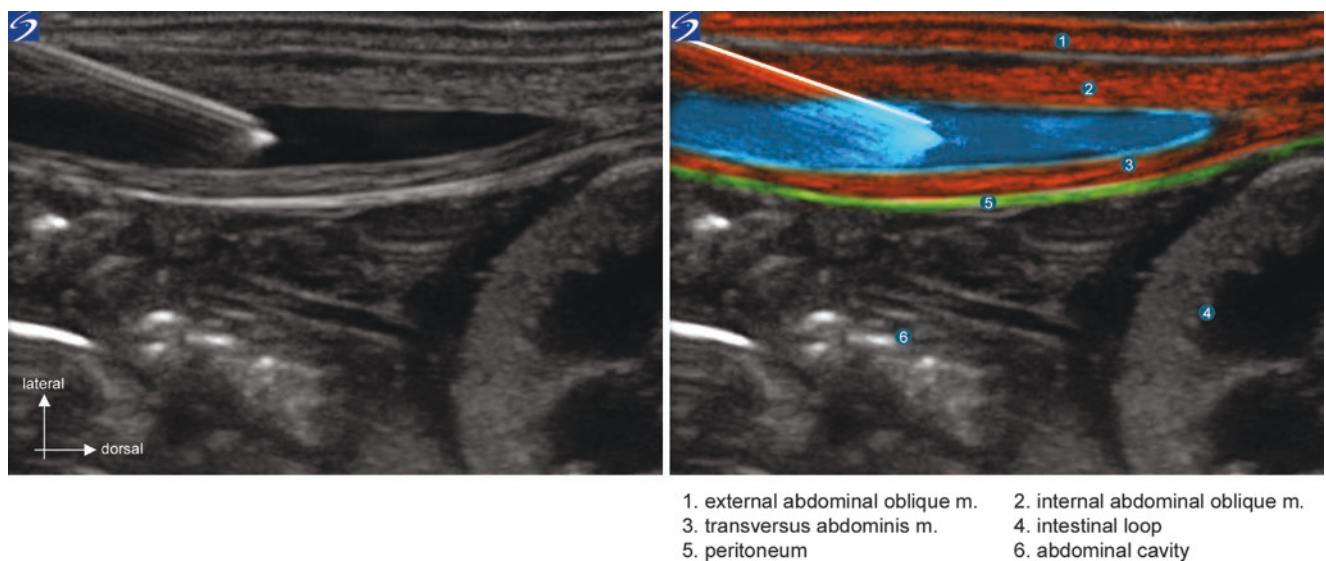 lateral
dorsal
1
2
3
5
4
6
1. external abdominal oblique m. 2. internal abdominal oblique m.
3. transversus abdominis m. 4. intestinal loop
5. peritoneum 6. abdominal cavity